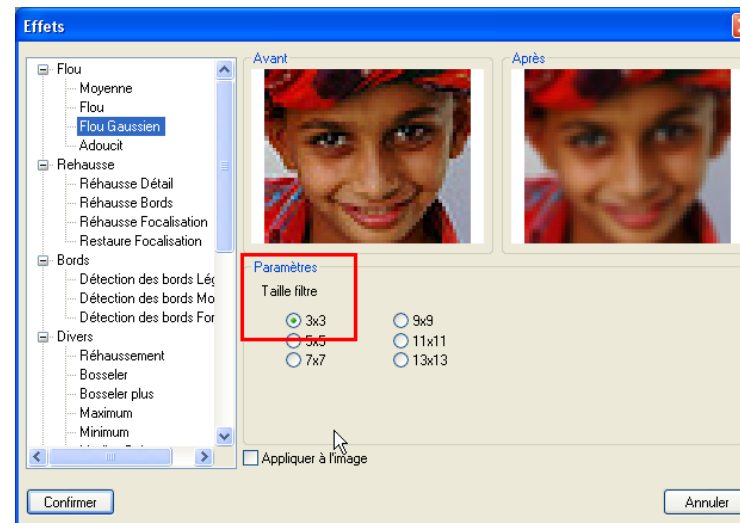 Effets
Flou
Moyenne
Flou
Flou Gaussien
Adoucit
Rehausse
Réhausse Détail
Réhausse Bords
Réhausse Focalisation
Restaure Focalisation
Bords
Détection des bords Lég
Détection des bords Mo
Détection des bords For
Divers
Réhaussement
Bosseler
Bosseler plus
Maximum
Minimum
Avant
Après
Paramètres
Taille filtre
3x3
9x9
5x5
11x11
7x7
13x13
Appliquer à l'image
Confirmer
Annuler